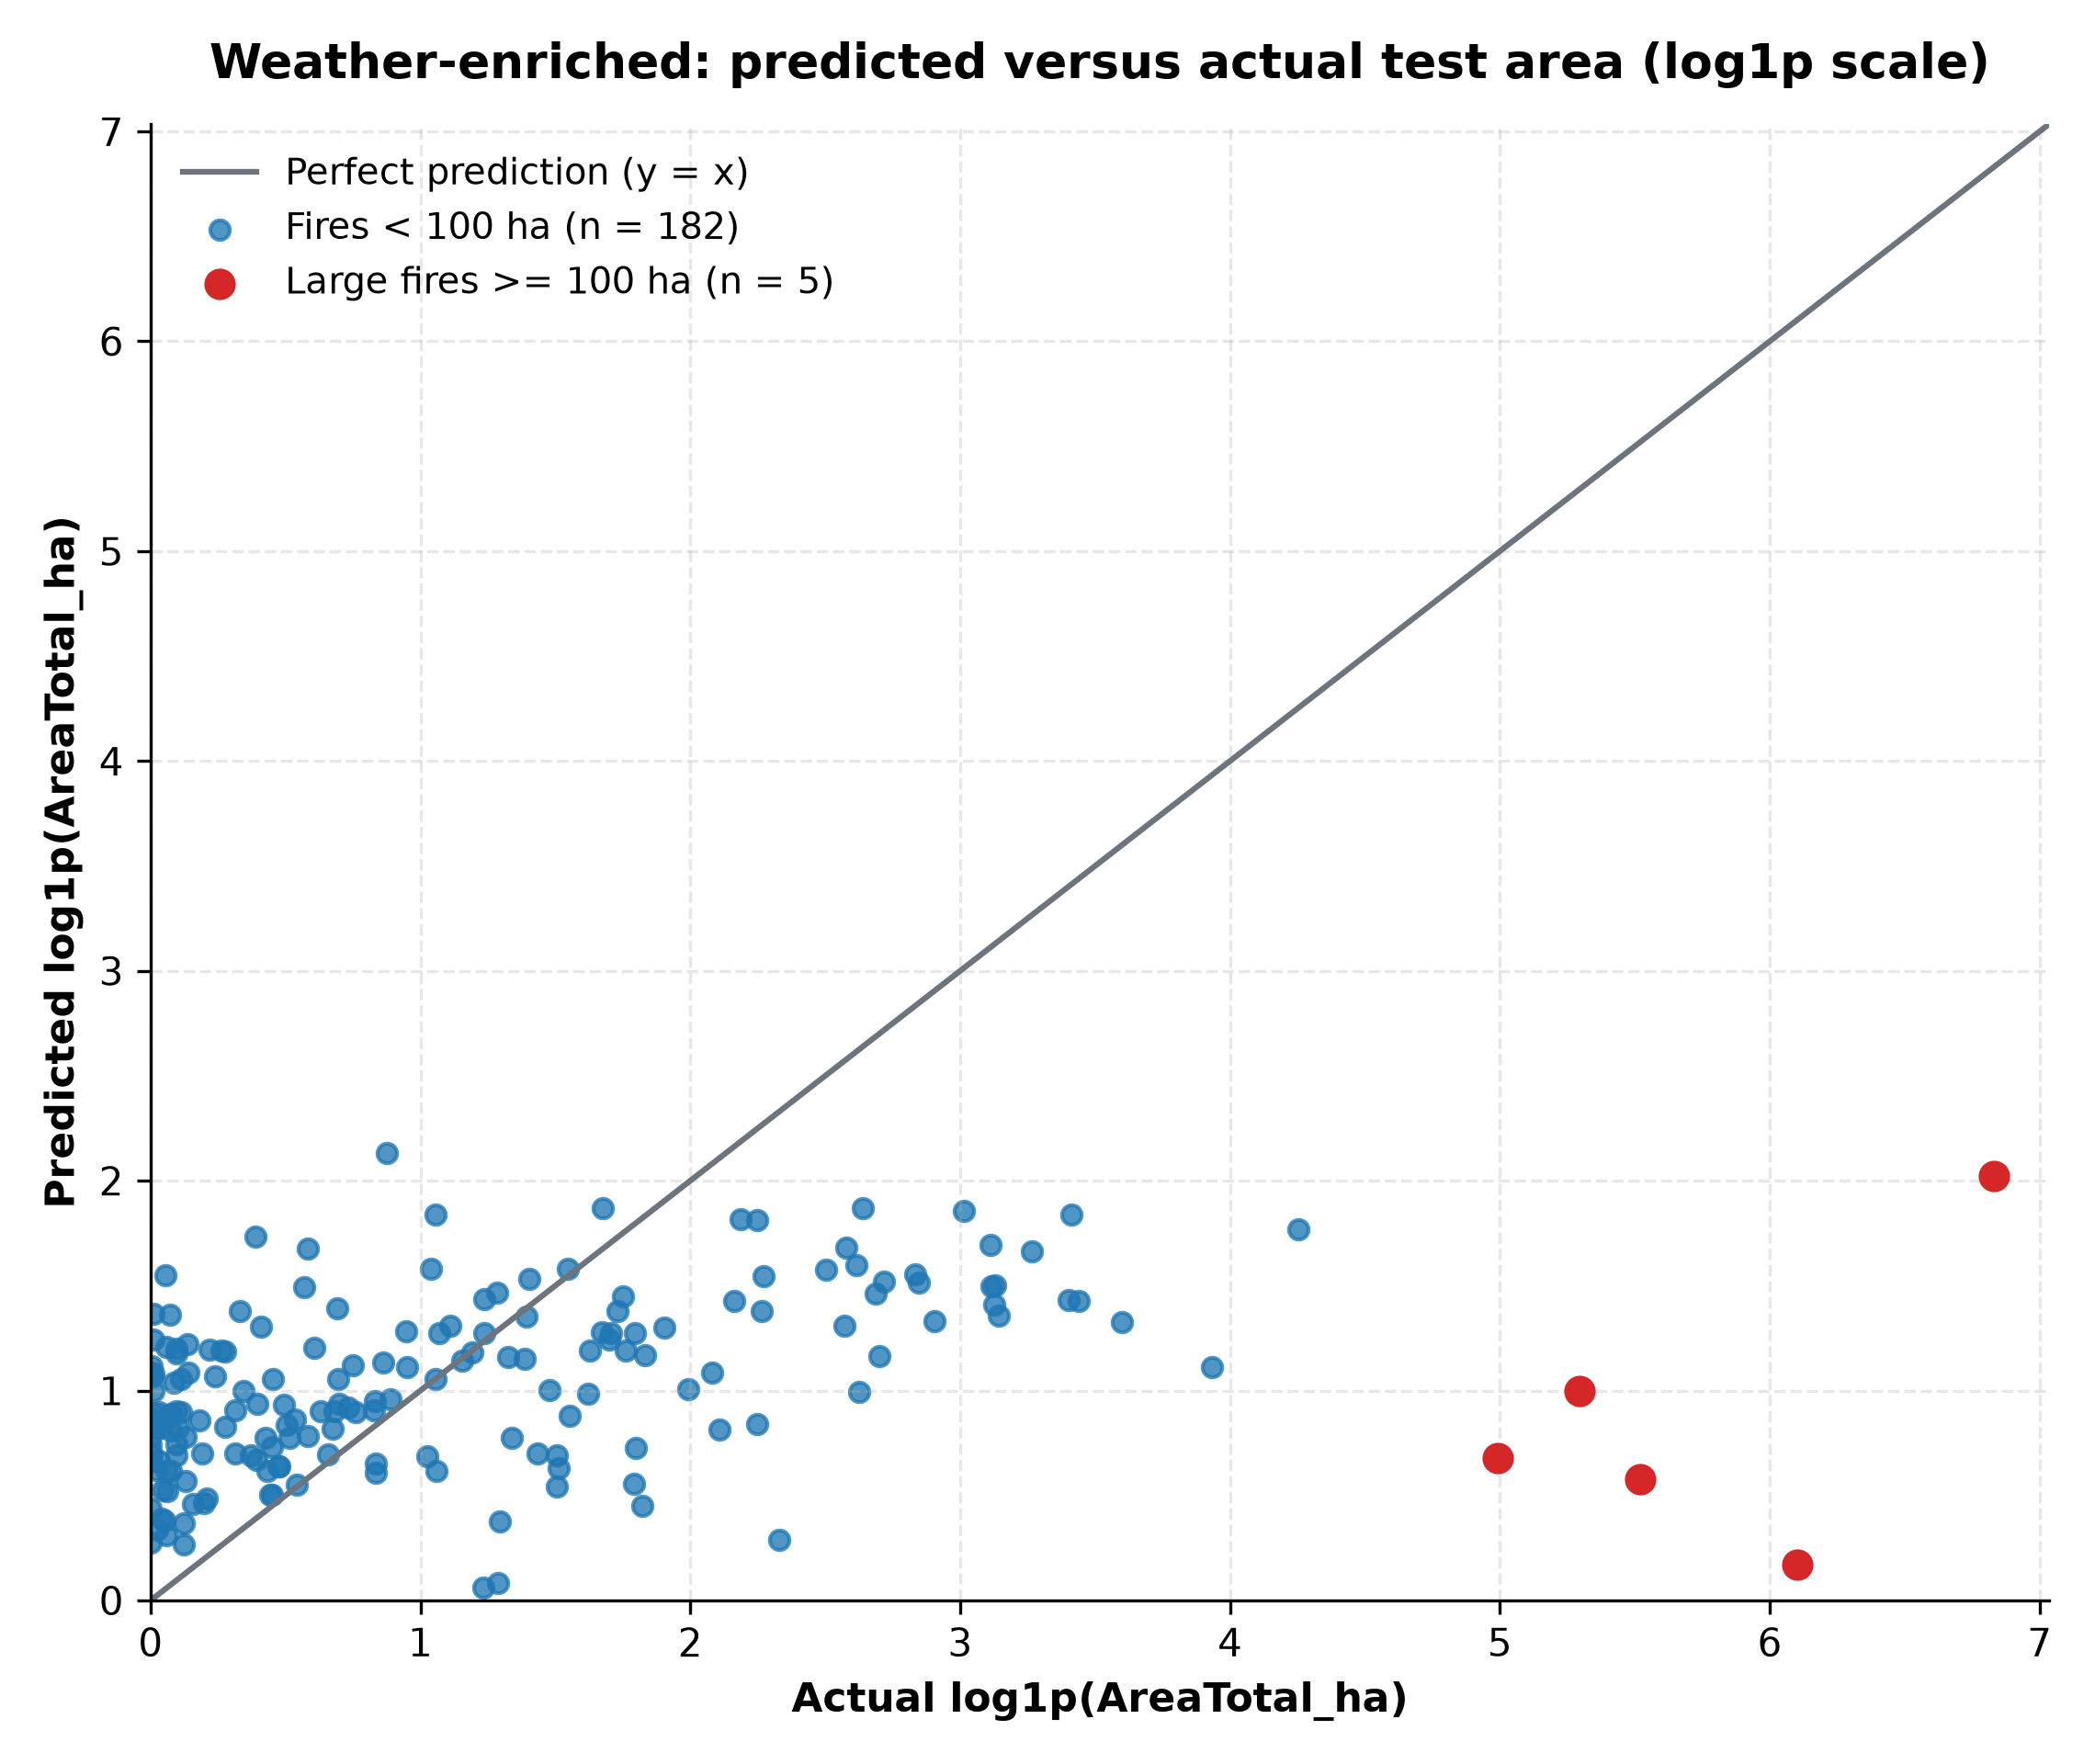 Weather-enriched: predicted versus actual test area (log1p scale)
Perfect prediction (y = x)
Fires < 100 ha (n = 182)
Large fires >= 100 ha (n = 5)
Predicted log1p(AreaTotal_ha)
7
6
5
4
3
2
1
0
0 1 2 3 4 5 6 7
Actual log1p(AreaTotal_ha)